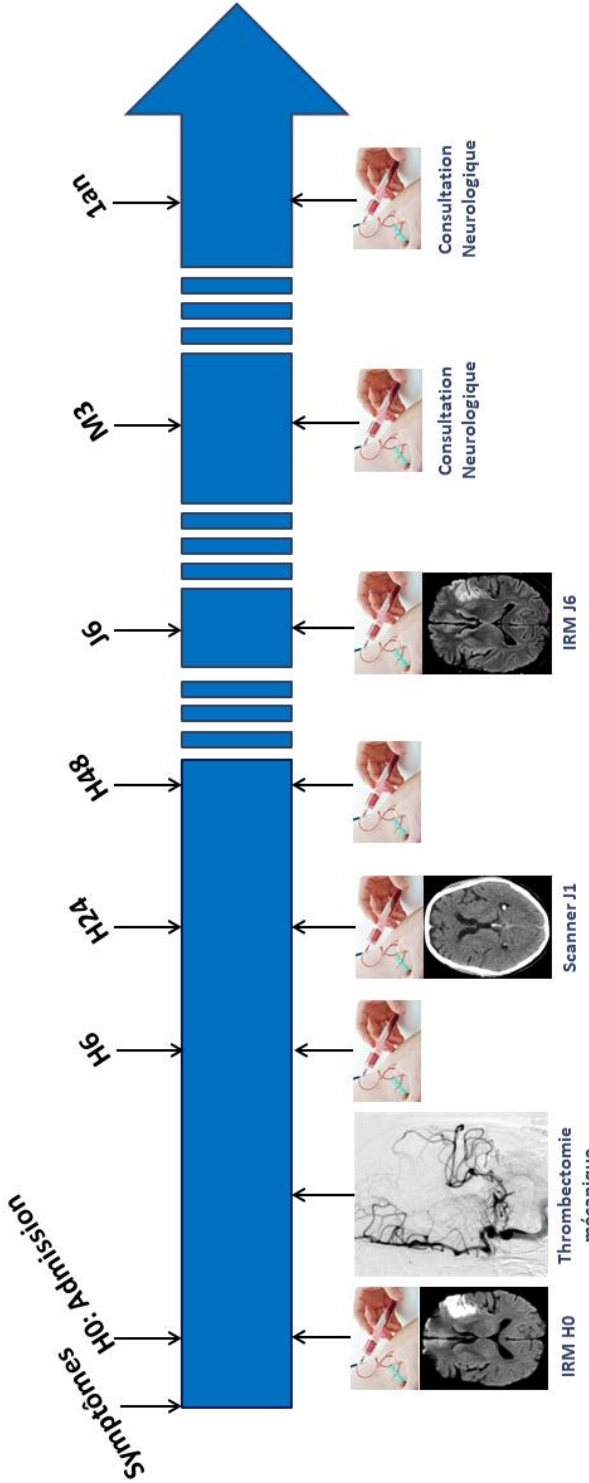 Symptômes
H0: Admission
H6
H24
H48
J6
M3
1an
IRM H0
Thrombectomie
mécanique
Scanner J1
IRM J6
Consultation
Neurologique
Consultation
Neurologique